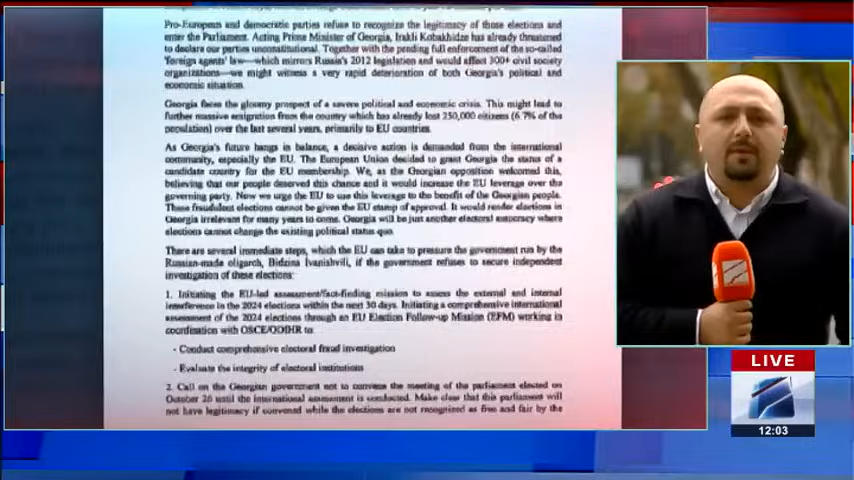 Pro-European and democratic parties refuse to recognize the legitimacy of those elections and
enter the Parliament. Acting Prime Minister of Georgia, Irakli Kobakhidze has already threatened
to declare our parties unconstitutional. Together with the pending full enforcement of the so-called
'foreign agents' law—which mirrors Russia's 2012 legislation and would affect 300+ civil society
organizations—we might witness a very rapid deterioration of both Georgia's political and
economic situation.
Georgia faces the gloomy prospect of a severe political and economic crisis. This might lead to
further massive emigration from the country which has already lost 250,000 citizens (6.7% of the
population) over the last several years, primarily to EU countries.
As Georgia's future hangs in balance, a decisive action is demanded from the international
community, especially the EU. The European Union decided to grant Georgia the status of a
candidate country for the EU membership. We, as the Georgian opposition welcomed this,
believing that our people deserved this chance and it would increase the EU leverage over the
governing party. Now we urge the EU to use this leverage to the benefit of the Georgian people.
These fraudulent elections cannot be given the EU stamp of approval. It would render elections in
Georgia irrelevant for many years to come. Georgia will be just another electoral autocracy where
elections cannot change the existing political status quo.
There are several immediate steps, which the EU can take to pressure the government run by the
Russian-made oligarch, Bidzina Ivanishvili, if the government refuses to secure independent
investigation of these elections:
1. Initiating the EU-led assessment/fact-finding mission to assess the external and internal
interference in the 2024 elections within the next 30 days. Initiating a comprehensive international
assessment of the 2024 elections through an EU Election Follow-up Mission (EFM) working in
coordination with OSCE/ODIHR to:
- Conduct comprehensive electoral fraud investigation
- Evaluate the integrity of electoral institutions
2. Call on the Georgian government not to convene the meeting of the parliament elected on
October 26 until the international assessment is conducted. Make clear that this parliament will
not have legitimacy if convened while the elections are not recognized as free and fair by the
LIVE
12:03